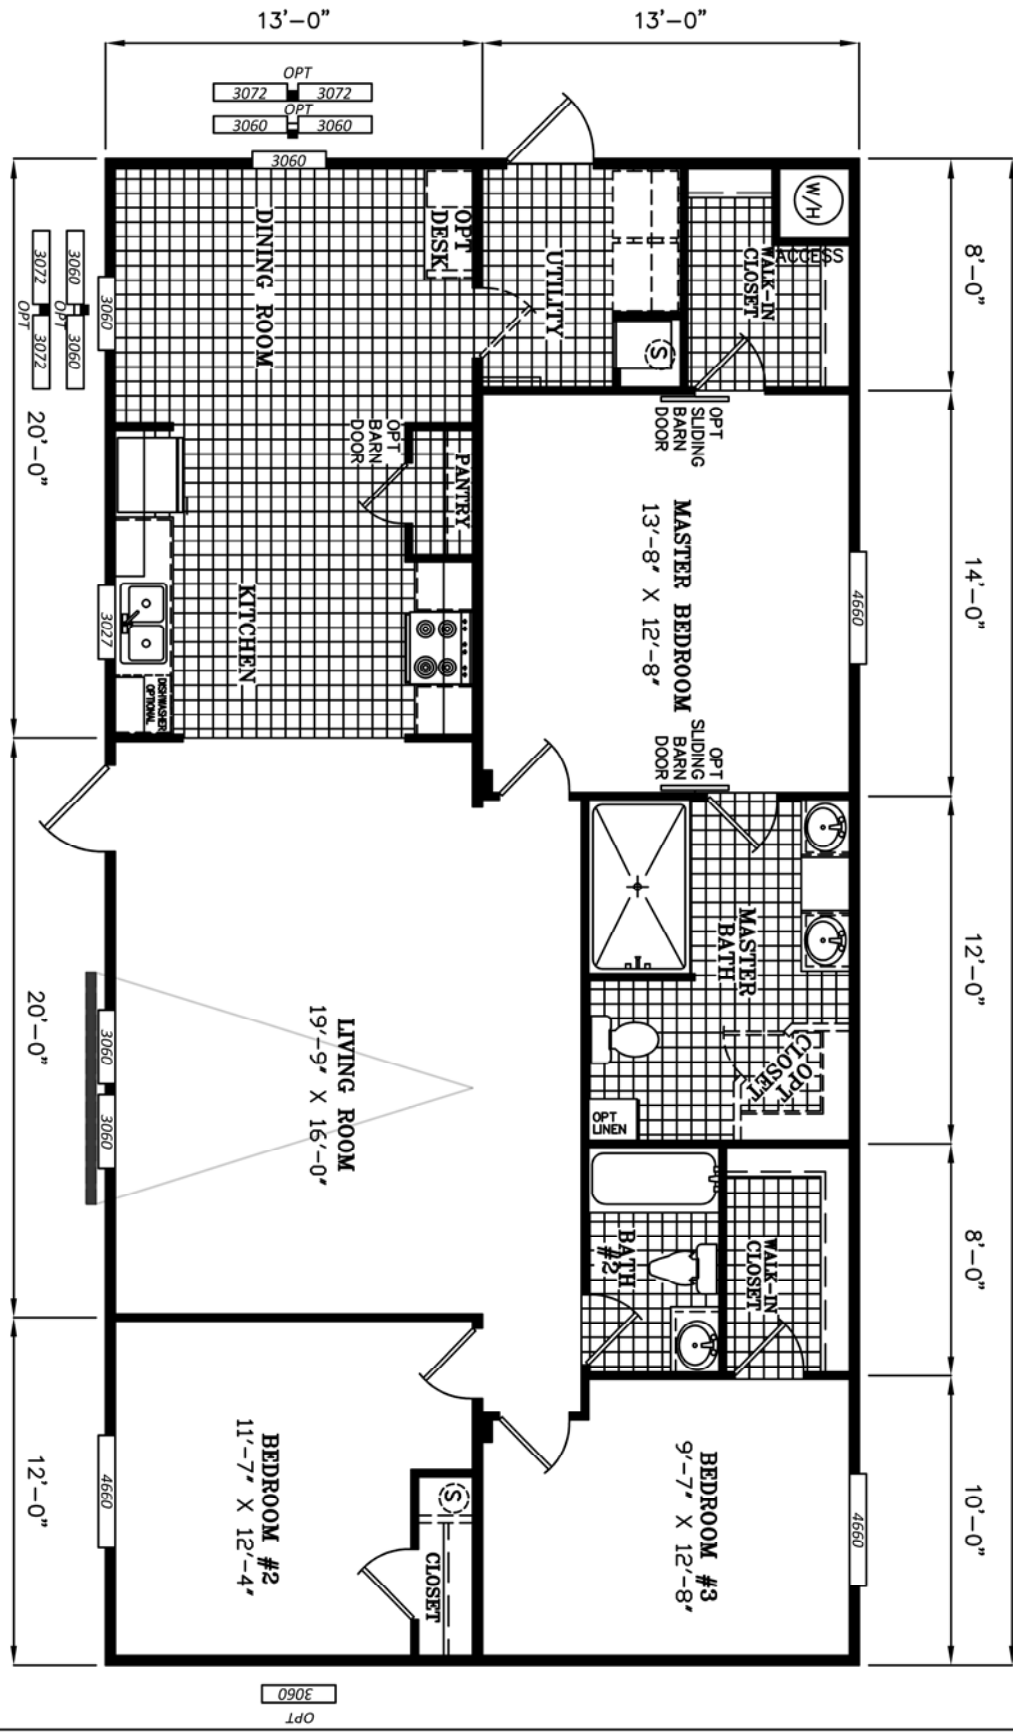 13'-0"
13'-0"
OPT
3072
3072
OPT
3060
3060
3060
8'-0"
14'-0"
12'-0"
8'-0"
10'-0"
W/H
ACCESS
WALK-IN
CLOSET
UTILITY
S
OPT
DESK
DINING ROOM
3060
3060
3060
OPT
3072
3072
OPT
20'-0"
20'-0"
12'-0"
OPT
SLIDING
BARN
DOOR
MASTER BEDROOM
13'-8" X 12'-8"
4660
OPT
SLIDING
BARN
DOOR
OPT
BARN
DOOR
PANTRY
KITCHEN
3027
DISHWASHER
OPTIONAL
MASTER
BATH
OPT
CLOSET
OPT
LINEN
LIVING ROOM
19'-9" X 16'-0"
3060
3060
BATH
#2
WALK-IN
CLOSET
BEDROOM #2
11'-7" X 12'-4"
4660
S
CLOSET
BEDROOM #3
9'-7" X 12'-8"
4660
3060
OPT